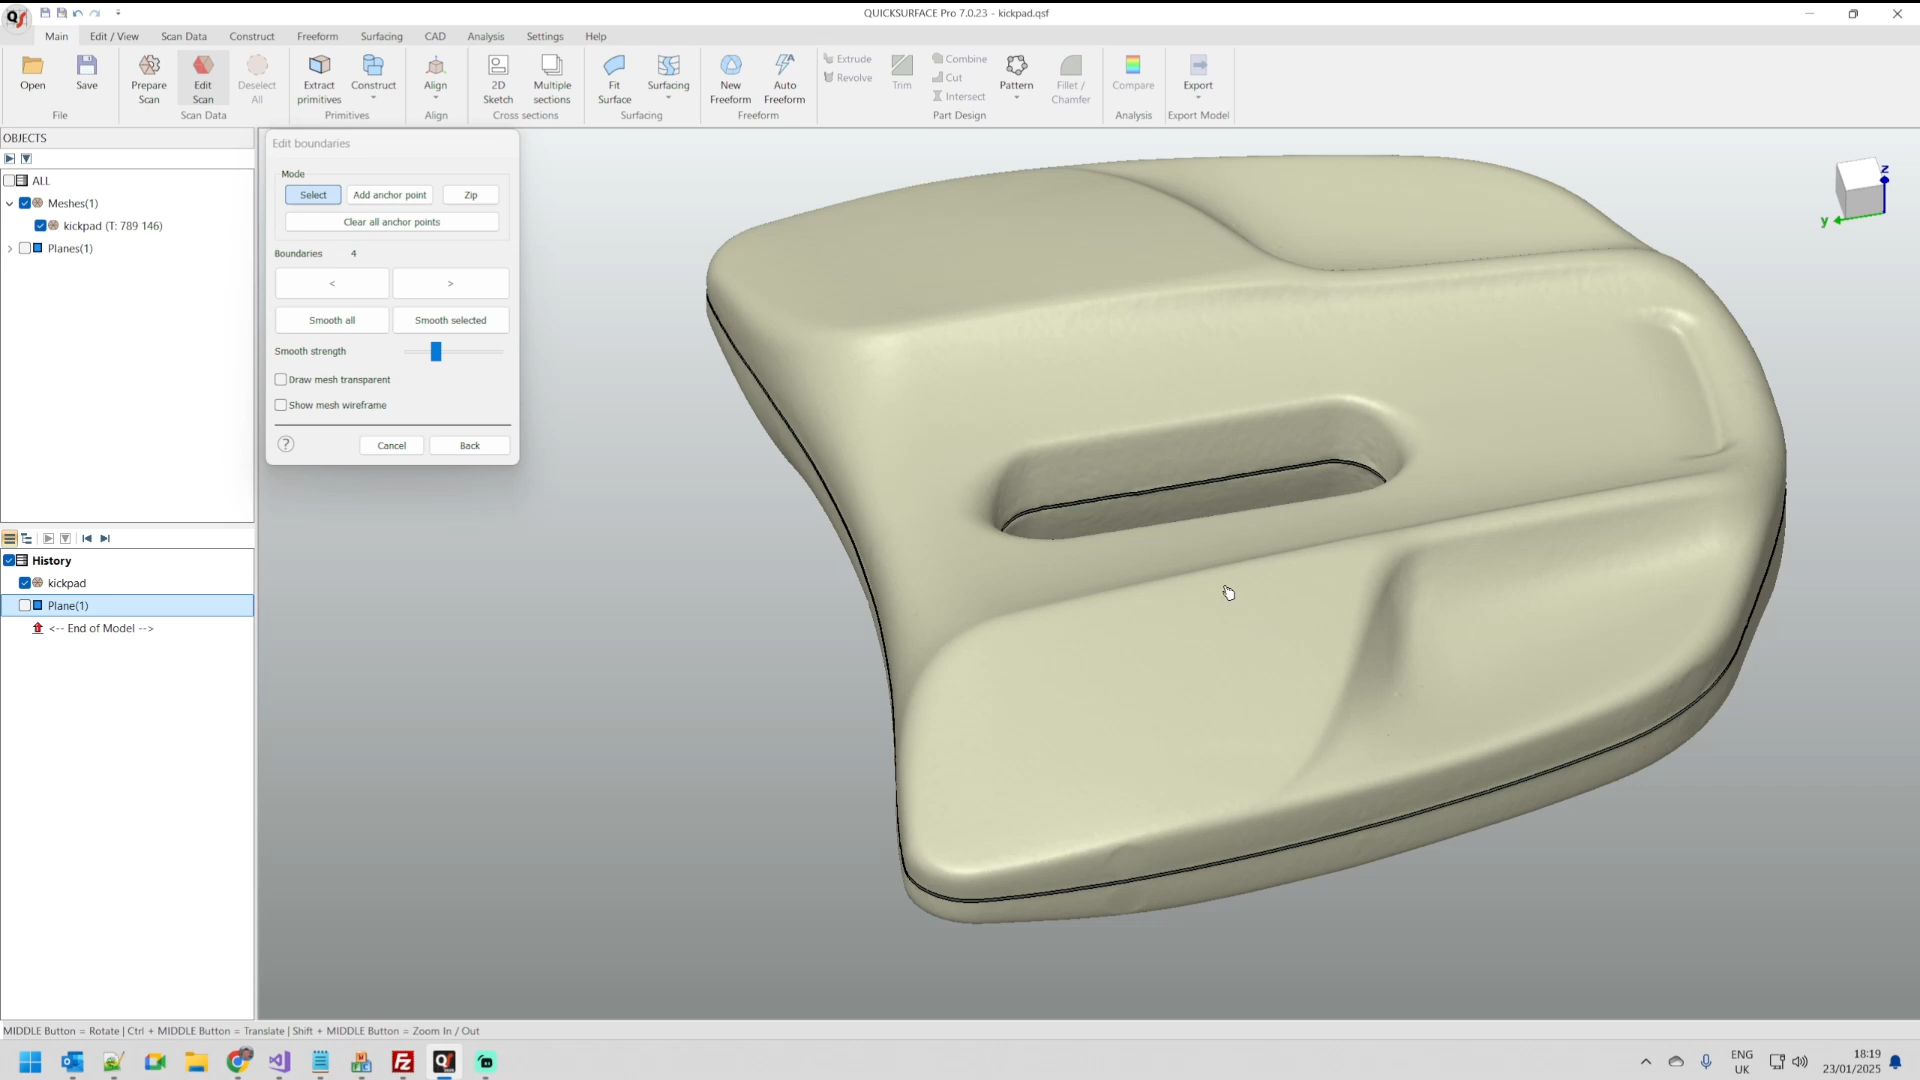 QUICKSURFACE Pro 7.0.23 - kickpad.qsf
Main Edit / View Scan Data Construct Freeform Surfacing CAD Analysis Settings Help
Open
Save
File
Prepare Scan
Edit Scan
Deselect All
Scan Data
Extract primitives
Construct
Primitives
Align
Align
2D Sketch
Multiple sections
Cross sections
Fit Surface
Surfacing
Surfacing
New Freeform
Auto Freeform
Freeform
Extrude
Revolve
Trim
Combine
Cut
Intersect
Pattern
Fillet / Chamfer
Part Design
Compare
Analysis
Export
Export Model
OBJECTS
ALL
Meshes(1)
kickpad (T: 789 146)
Planes(1)
Edit boundaries
Mode
Select Add anchor point Zip
Clear all anchor points
Boundaries 4
< >
Smooth all Smooth selected
Smooth strength
Draw mesh transparent
Show mesh wireframe
? Cancel Back
z
y
History
kickpad
Plane(1)
<-- End of Model -->
MIDDLE Button = Rotate | Ctrl + MIDDLE Button = Translate | Shift + MIDDLE Button = Zoom In / Out
ENG
UK
18:19
23/01/2025